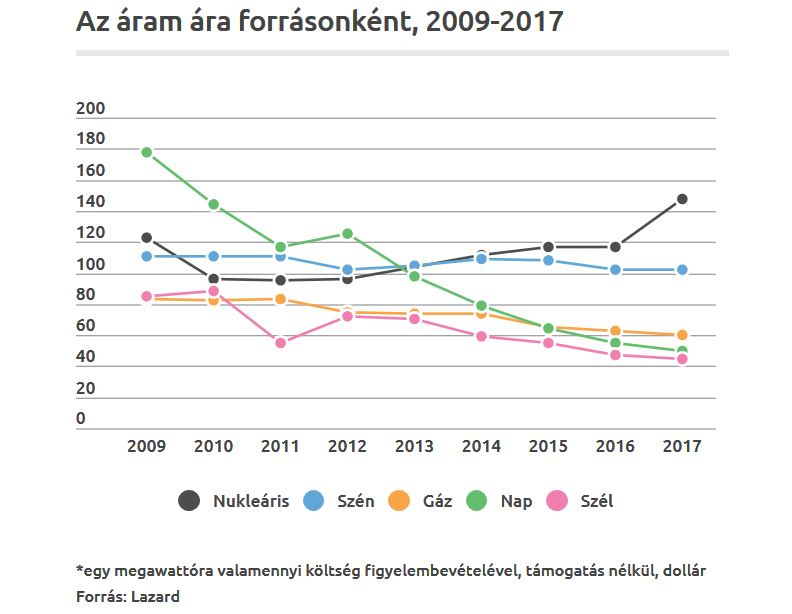 Az áram ára forrásonként, 2009-2017
200
180
160
140
120
100
80
60
40
20
0
2009 2010 2011 2012 2013 2014 2015 2016 2017
Nukleáris Szén Gáz Nap Szél
*egy megawattóra valamennyi költség figyelembevételével, támogatás nélkül, dollár
Forrás: Lazard